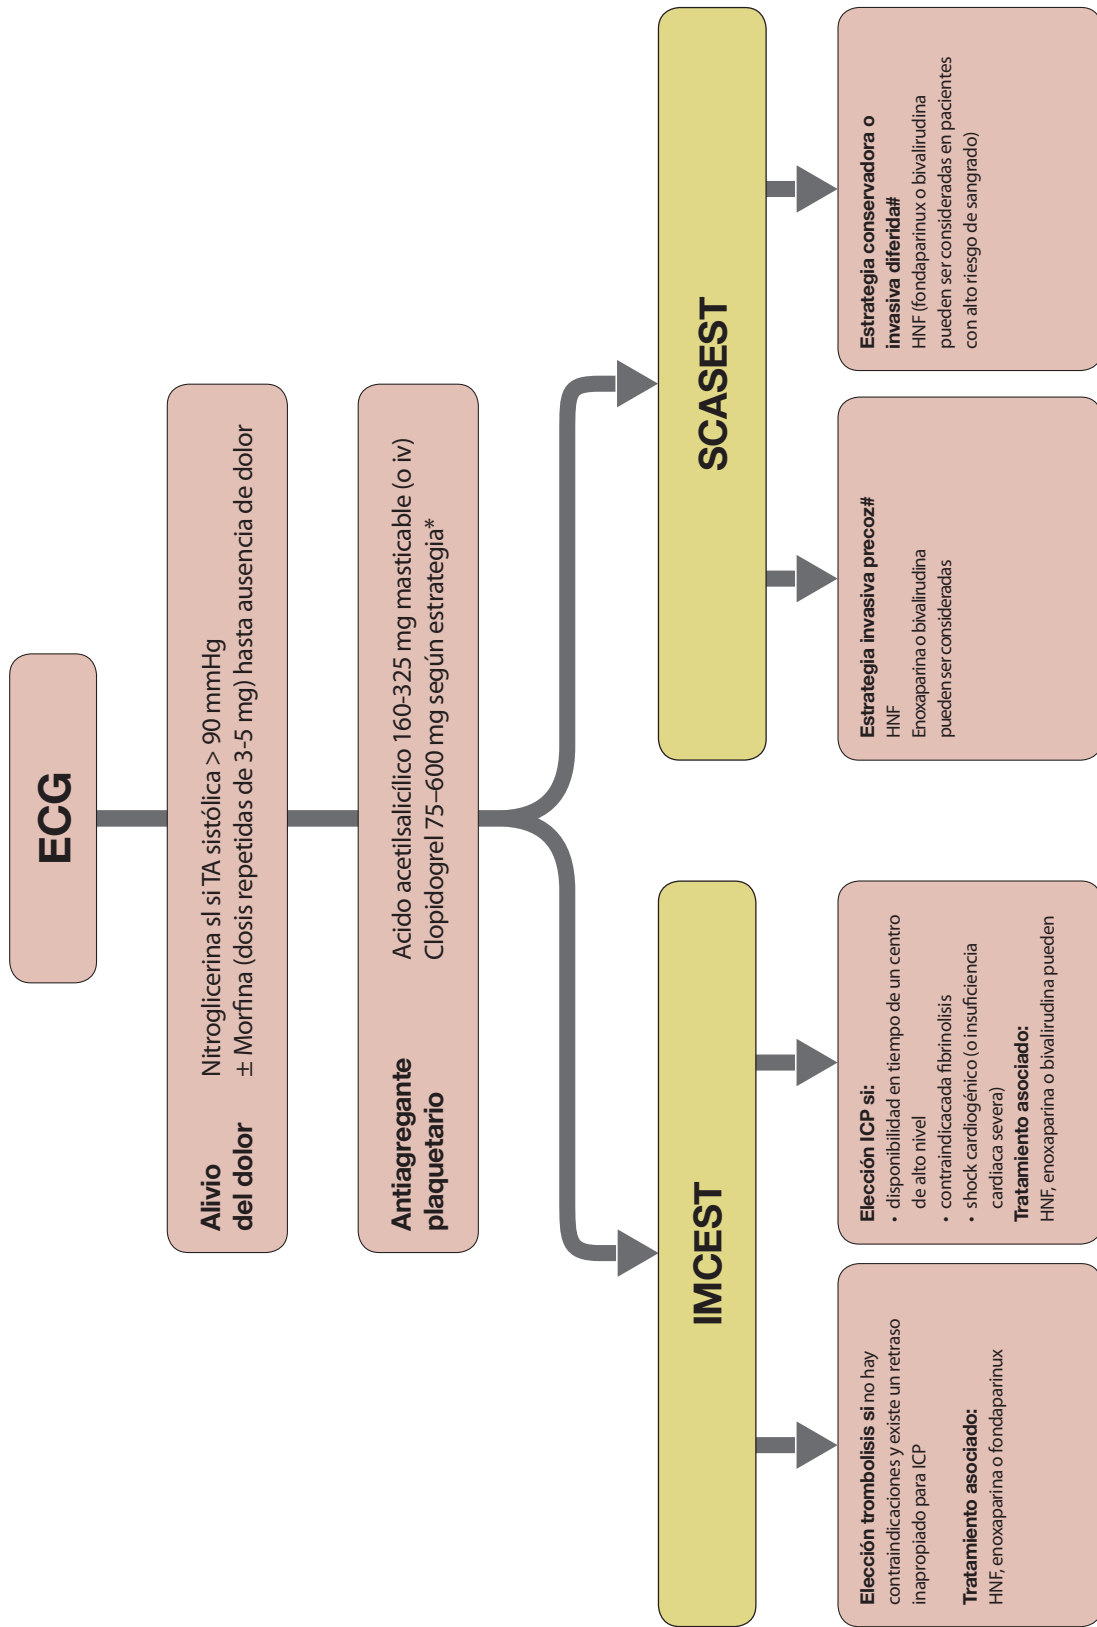 ECG
Alivio
del dolor
Nitroglicerina sl si TA sistólica > 90 mmHg
± Morfina (dosis repetidas de 3-5 mg) hasta ausencia de dolor
Antiagregante
plaquetario
Acido acetilsalicílico 160-325 mg masticable (o iv)
Clopidogrel 75–600 mg según estrategia*
IMCEST
SCASEST
Elección trombolisis si no hay
contraindicaciones y existe un retraso
inapropiado para ICP
Tratamiento asociado:
HNF, enoxaparina o fondaparinux
Elección ICP si:
• disponibilidad en tiempo de un centro
de alto nivel
• contraindicacada fibrinolisis
• shock cardiogénico (o insuficiencia
cardiaca severa)
Tratamiento asociado:
HNF, enoxaparina o bivalirudina pueden
Estrategia invasiva precoz#
HNF
Enoxaparina o bivalirudina
pueden ser consideradas
Estrategia conservadora o
invasiva diferida#
HNF (fondaparinux o bivalirudina
pueden ser consideradas en pacientes
con alto riesgo de sangrado)